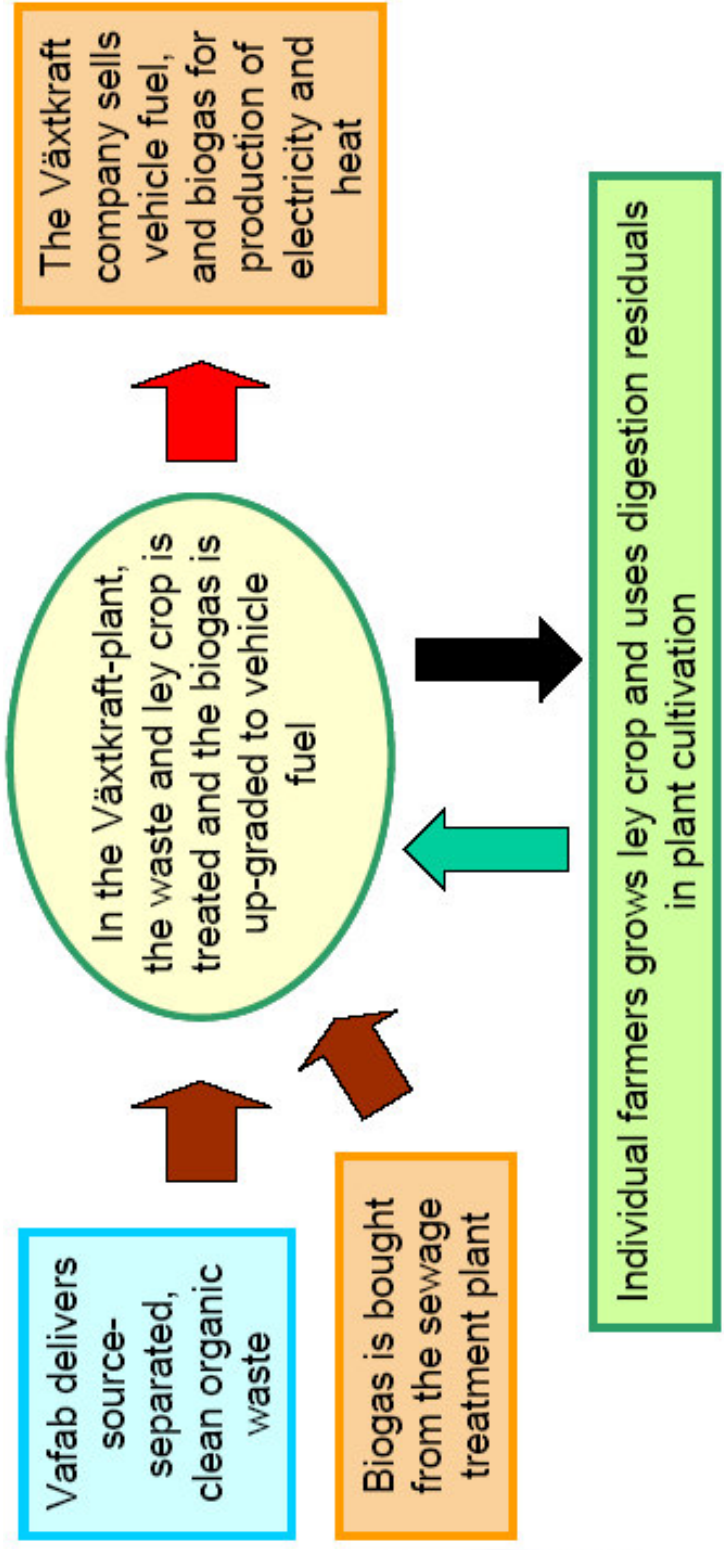 Vafab delivers
source-
separated,
clean organic
waste
Biogas is bought
from the sewage
treatment plant
In the Växtkraft-plant,
the waste and ley crop is
treated and the biogas is
up-graded to vehicle
fuel
The Växtkraft
company sells
vehicle fuel,
and biogas for
production of
electricity and
heat
Individual farmers grows ley crop and uses digestion residuals
in plant cultivation